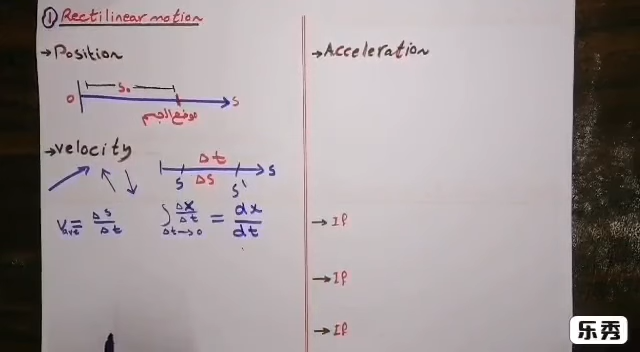 ① Rectilinear motion
→ Position
S₀
O S
موضع الجسم
→ velocity
Δt
S ΔS S' S
Vave = ΔS/Δt
∫ Δx/Δt = dx/dt
Δt→0
→ Acceleration
→ IF
→ IF
→ IF
乐秀